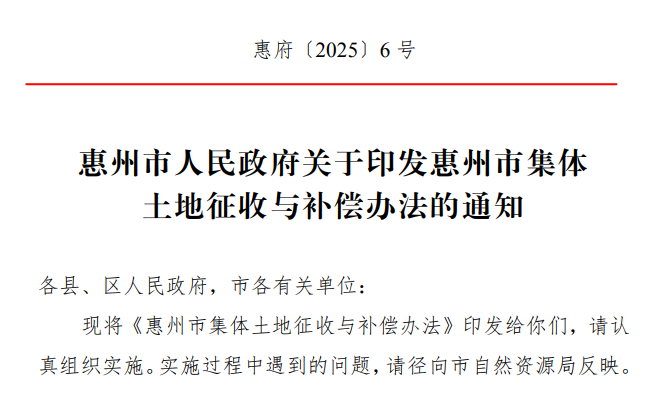 惠府〔2025〕6 号
惠州市人民政府关于印发惠州市集体
土地征收与补偿办法的通知
各县、区人民政府，市各有关单位：
现将《惠州市集体土地征收与补偿办法》印发给你们，请认
真组织实施。实施过程中遇到的问题，请径向市自然资源局反映。